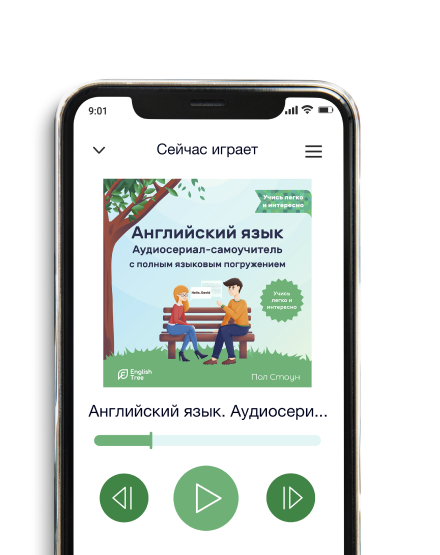 9:01
Сейчас играет
Учись легко
и интересно
Английский язык
Аудиосериал-самоучитель
с полным языковым погружением
Hello, David
Учись
легко и
интересно
English
Tree
Пол Стоун
Английский язык. Аудиосери...